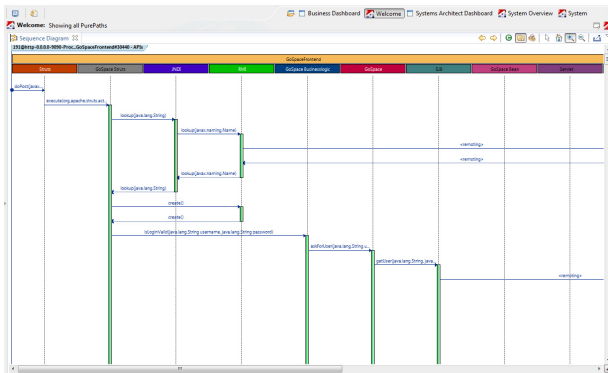 Business Dashboard Welcome Systems Architect Dashboard System Overview System
Welcome: Showing all PurePaths
Sequence Diagram
GoSpaceFrontend
Struts GoSpace Struts JNDI RMI GoSpace Businesslogic GoSpace EJB GoSpace Basic Servlet
doPost(javax...
execute(org.apache.struts.act...
lookup(java.lang.String)
lookup(javax.naming.Name)
<remoting>
<remoting>
lookup(javax.naming.Name)
lookup(java.lang.String)
create()
create()
isLoginValid(java.lang.String username, java.lang.String password)
askForUser(java.lang.String u...
getUser(java.lang.String, java...
<remoting>